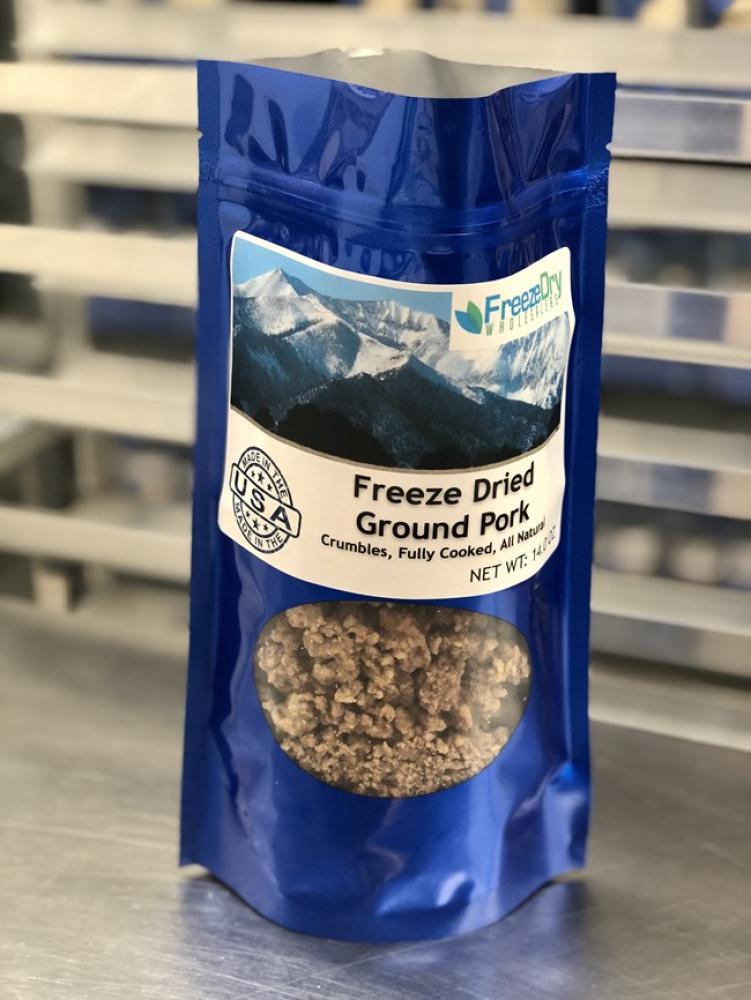 FreezeDry
WHOLESALERS
MADE IN THE
USA
MADE IN THE
Freeze Dried
Ground Pork
Crumbles, Fully Cooked, All Natural
NET WT: OZ